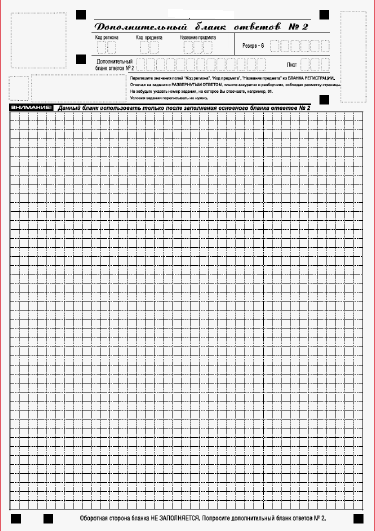 Дополнительный бланк ответов № 2
Код региона Код предмета Название предмета
Резерв - 6
Дополнительный
бланк ответов № 2
Лист
Перепишите значения полей "Код региона", "Код предмета", "Название предмета" из БЛАНКА РЕГИСТРАЦИИ.
Отвечая на задания с РАЗВЕРНУТЫМ ОТВЕТОМ, пишите аккуратно и разборчиво, соблюдая разметку страницы.
Не забудьте указать номер задания, на которое Вы отвечаете, например,
Условия задания переписывать не нужно.
ВНИМАНИЕ! Данный бланк использовать только после заполнения основного бланка ответов № 2
Оборотная сторона бланка НЕ ЗАПОЛНЯЕТСЯ. Попросите дополнительный бланк ответов № 2.